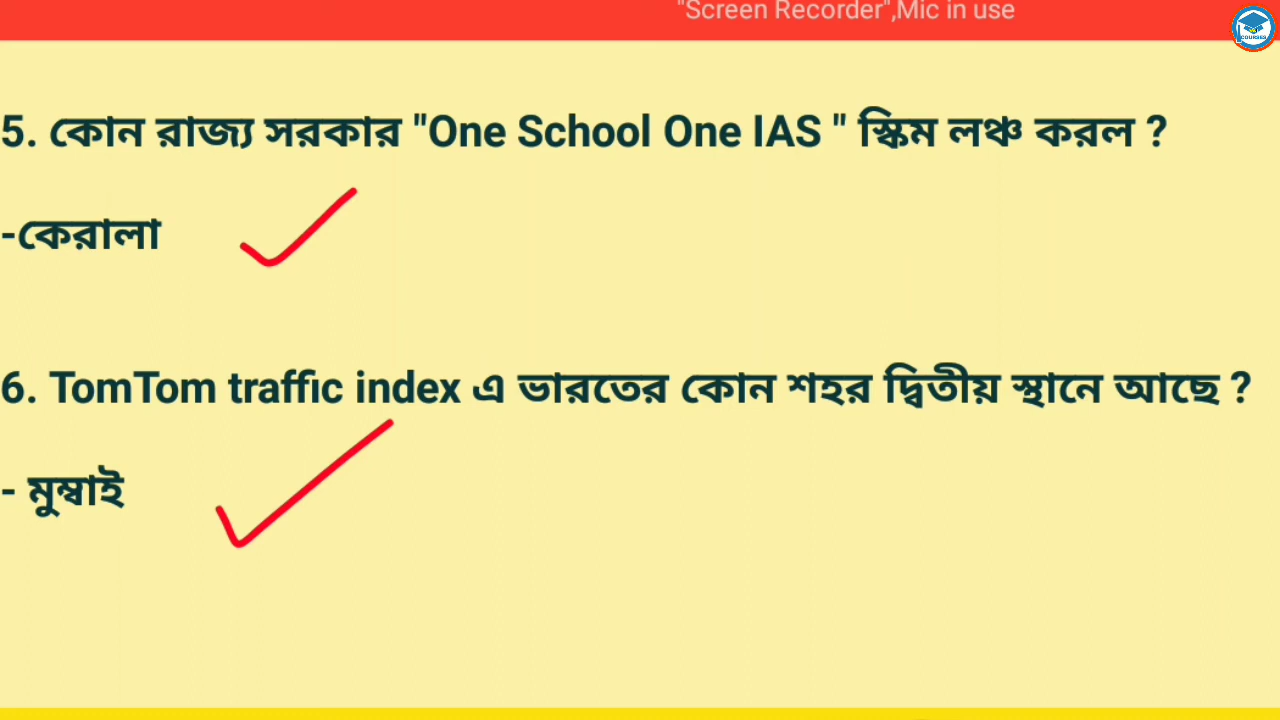 "Screen Recorder",Mic in use
COURSES
5. কোন রাজ্য সরকার "One School One IAS " স্কিম লঞ্চ করল ?
-কেরালা
6. TomTom traffic index এ ভারতের কোন শহর দ্বিতীয় স্থানে আছে ?
- মুম্বাই